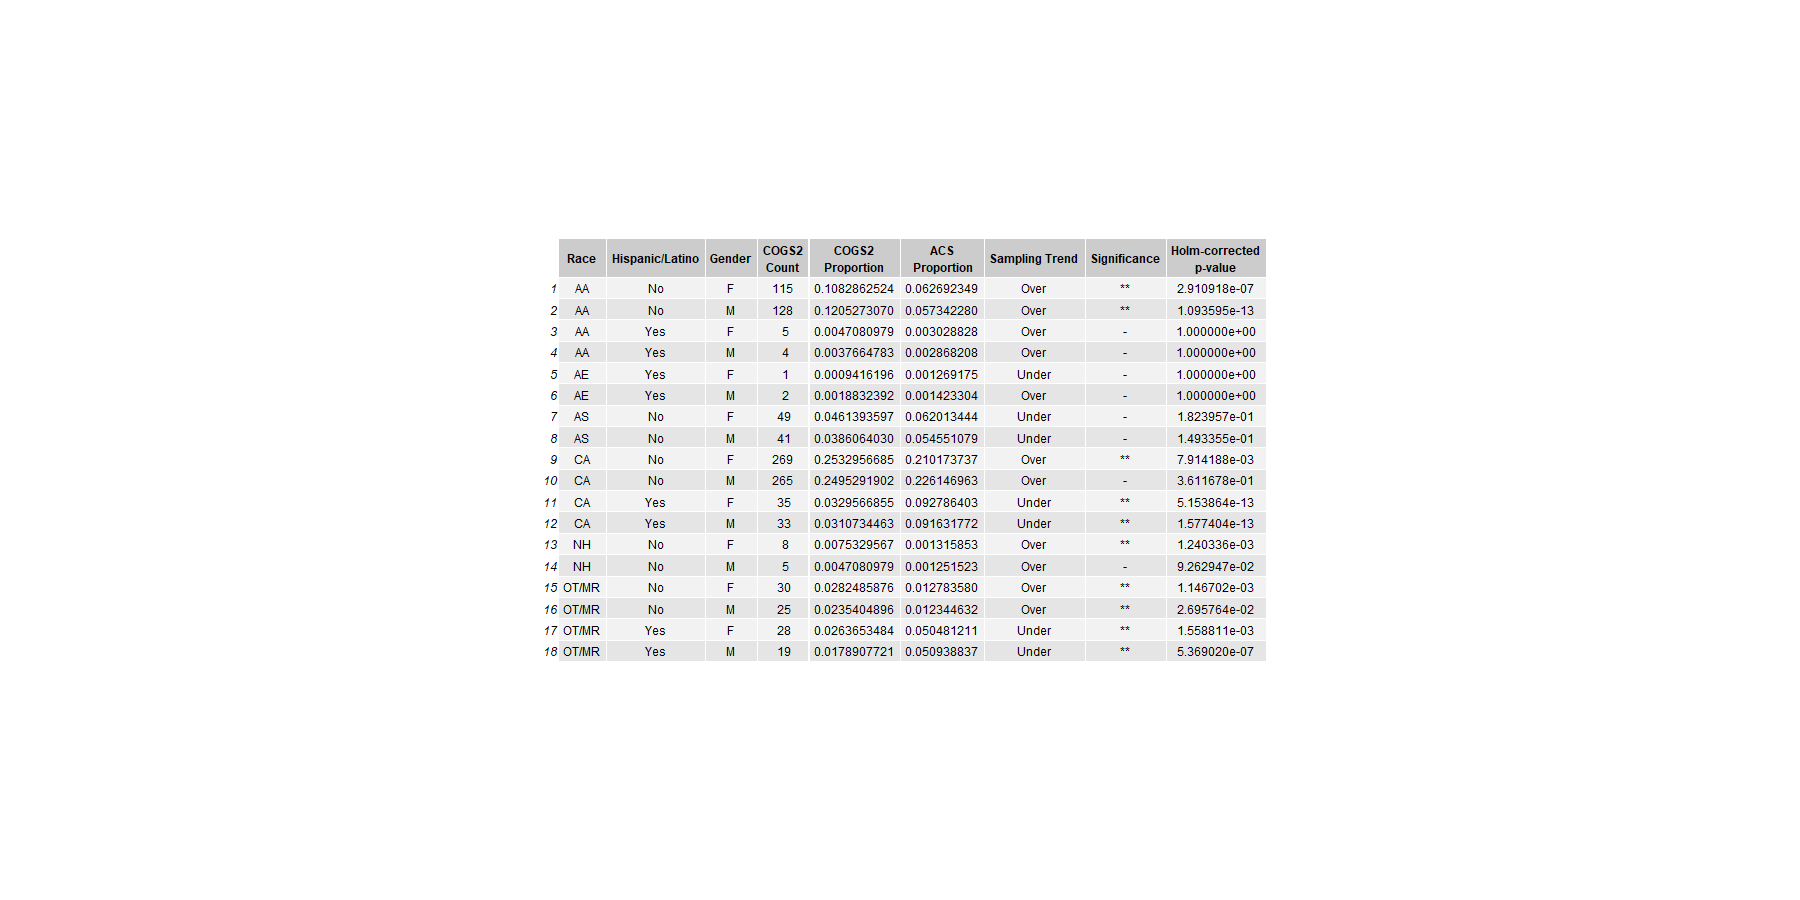 Race Hispanic/Latino Gender COGS2 Count COGS2 Proportion ACS Proportion Sampling Trend Significance Holm-corrected p-value
1 AA No F 115 0.1082862524 0.062692349 Over ** 2.910918e-07
2 AA No M 128 0.1205273070 0.057342280 Over ** 1.093595e-13
3 AA Yes F 5 0.0047080979 0.003028828 Over - 1.000000e+00
4 AA Yes M 4 0.0037664783 0.002868208 Over - 1.000000e+00
5 AE Yes F 1 0.0009416196 0.001269175 Under - 1.000000e+00
6 AE Yes M 2 0.0018832392 0.001423304 Over - 1.000000e+00
7 AS No F 49 0.0461393597 0.062013444 Under - 1.823957e-01
8 AS No M 41 0.0386064030 0.054551079 Under - 1.493355e-01
9 CA No F 269 0.2532956685 0.210173737 Over ** 7.914188e-03
10 CA No M 265 0.2495291902 0.226146963 Over - 3.611678e-01
11 CA Yes F 35 0.0329566855 0.092786403 Under ** 5.153864e-13
12 CA Yes M 33 0.0310734463 0.091631772 Under ** 1.577404e-13
13 NH No F 8 0.0075329567 0.001315853 Over ** 1.240336e-03
14 NH No M 5 0.0047080979 0.001251523 Over - 9.262947e-02
15 OT/MR No F 30 0.0282485876 0.012783580 Over ** 1.146702e-03
16 OT/MR No M 25 0.0235404896 0.012344632 Over ** 2.695764e-02
17 OT/MR Yes F 28 0.0263653484 0.050481211 Under ** 1.558811e-03
18 OT/MR Yes M 19 0.0178907721 0.050938837 Under ** 5.369020e-07